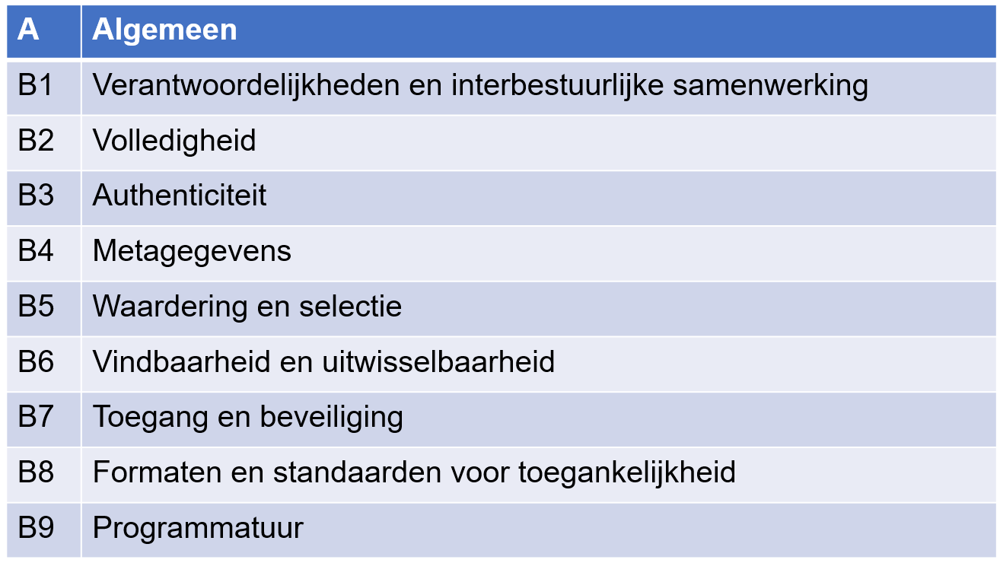 A Algemeen
B1 Verantwoordelijkheden en interbestuurlijke samenwerking
B2 Volledigheid
B3 Authenticiteit
B4 Metagegevens
B5 Waardering en selectie
B6 Vindbaarheid en uitwisselbaarheid
B7 Toegang en beveiliging
B8 Formaten en standaarden voor toegankelijkheid
B9 Programmatuur